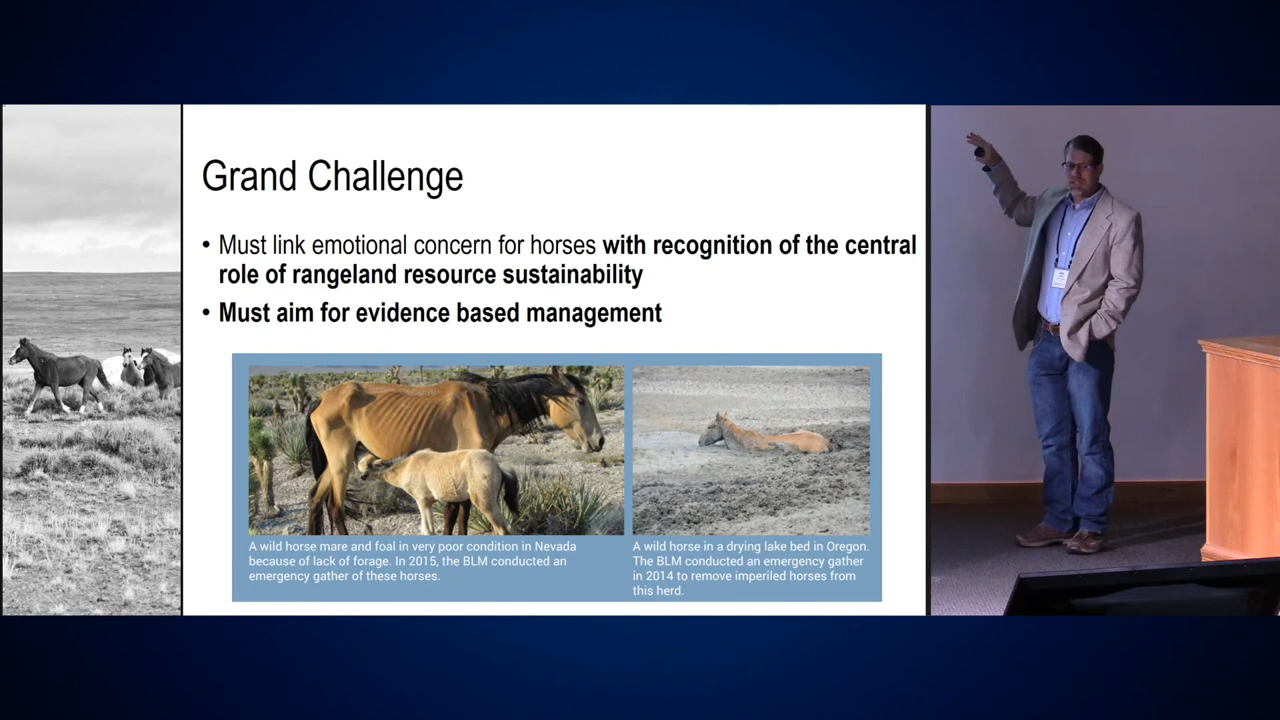 Grand Challenge
• Must link emotional concern for horses with recognition of the central
role of rangeland resource sustainability
• Must aim for evidence based management
A wild horse mare and foal in very poor condition in Nevada
because of lack of forage. In 2015, the BLM conducted an
emergency gather of these horses.
A wild horse in a drying lake bed in Oregon.
The BLM conducted an emergency gather
in 2014 to remove imperiled horses from
this herd.